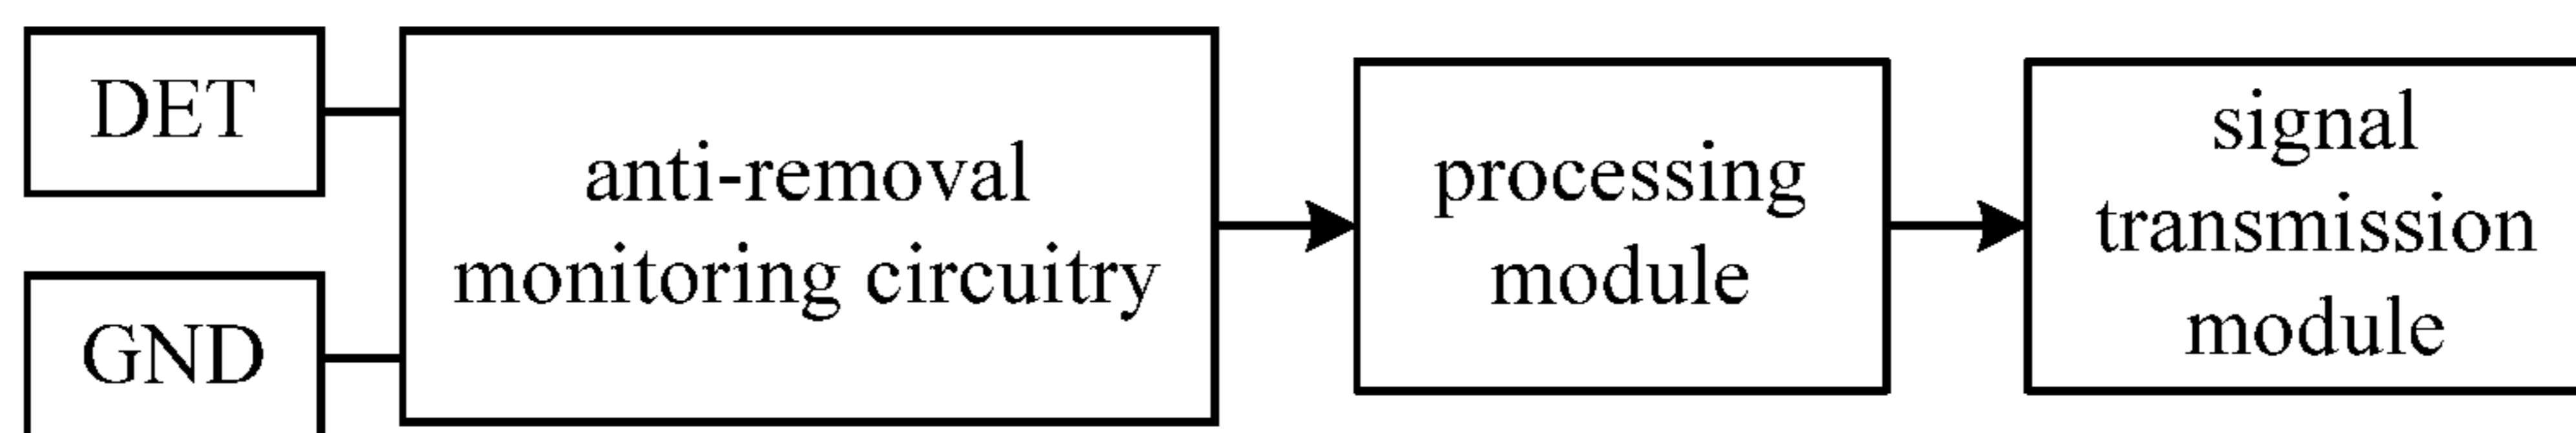 DET
GND
anti-removal
monitoring circuitry
processing
module
signal
transmission
module